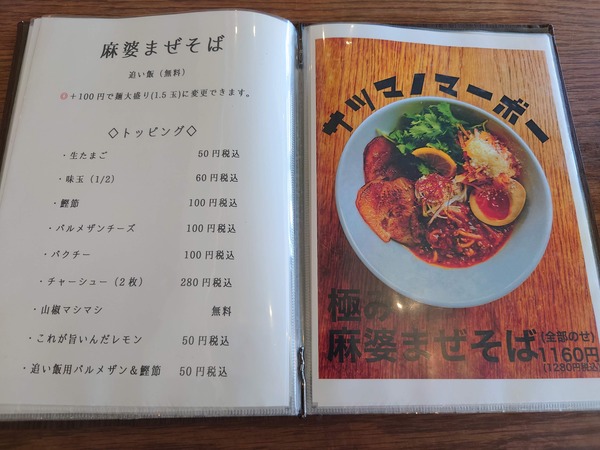 麻婆まぜそば
追い飯（無料）
＋100円で麺大盛り(1.5玉)に変更できます。
◇トッピング◇
・生たまご 50円税込
・味玉（1/2） 60円税込
・鰹節 100円税込
・パルメザンチーズ 100円税込
・パクチー 100円税込
・チャーシュー（2枚） 280円税込
・山椒マシマシ 無料
・これが旨いんだレモン 50円税込
・追い飯用パルメザン＆鰹節 50円税込
サツマノマーボー
極み
麻婆まぜそば(全部のせ)1160円
(1280円税込)